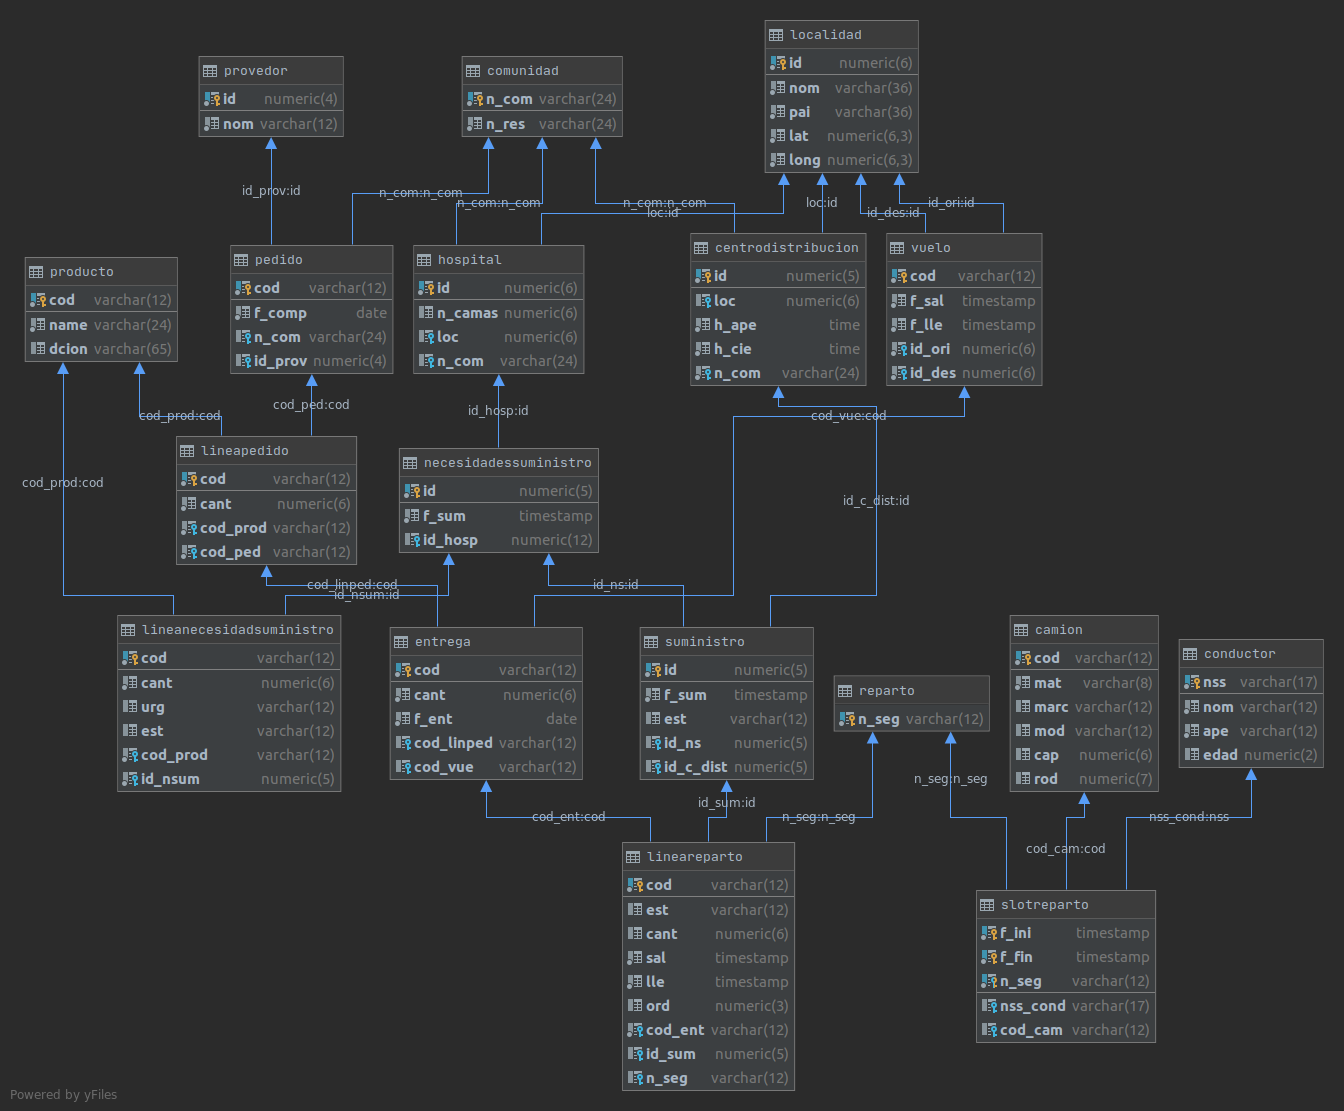 localidad
id numeric(6)
nom varchar(36)
pai varchar(36)
lat numeric(6,3)
long numeric(6,3)
provedor
id numeric(4)
nom varchar(12)
comunidad
n_com varchar(24)
n_res varchar(24)
id_prov:id
n_com:n_com
n_com:n_com
n_com:n_com
loc:id
loc:id
id_des:id
id_ori:id
producto
cod varchar(12)
name varchar(24)
dcion varchar(65)
pedido
cod varchar(12)
f_comp date
n_com varchar(24)
id_prov numeric(4)
hospital
id numeric(6)
n_camas numeric(6)
loc numeric(6)
n_com varchar(24)
centrodistribucion
id numeric(5)
loc numeric(6)
h_ape time
h_cie time
n_com varchar(24)
vuelo
cod varchar(12)
f_sal timestamp
f_lle timestamp
id_ori numeric(6)
id_des numeric(6)
cod_prod:cod
cod_ped:cod
id_hosp:id
cod_vue:cod
cod_prod:cod
id_c_dist:id
lineapedido
cod varchar(12)
cant numeric(6)
cod_prod varchar(12)
cod_ped varchar(12)
necesidadessuministro
id numeric(5)
f_sum timestamp
id_hosp numeric(12)
cod_linped:cod
id_nsum:id
id_ns:id
lineanecesidadsuministro
cod varchar(12)
cant numeric(6)
urg varchar(12)
est varchar(12)
cod_prod varchar(12)
id_nsum numeric(5)
entrega
cod varchar(12)
cant numeric(6)
f_ent date
cod_linped varchar(12)
cod_vue varchar(12)
suministro
id numeric(5)
f_sum timestamp
est varchar(12)
id_ns numeric(5)
id_c_dist numeric(5)
reparto
n_seg varchar(12)
camion
cod varchar(12)
mat varchar(8)
marc varchar(12)
mod varchar(12)
cap numeric(6)
rod numeric(7)
conductor
nss varchar(17)
nom varchar(12)
ape varchar(12)
edad numeric(2)
cod_ent:cod
id_sum:id
n_seg:n_seg
n_seg:n_seg
cod_cam:cod
nss_cond:nss
lineareparto
cod varchar(12)
est varchar(12)
cant numeric(6)
sal timestamp
lle timestamp
ord numeric(3)
cod_ent varchar(12)
id_sum numeric(5)
n_seg varchar(12)
slotreparto
f_ini timestamp
f_fin timestamp
n_seg varchar(12)
nss_cond varchar(17)
cod_cam varchar(12)
Powered by yFiles